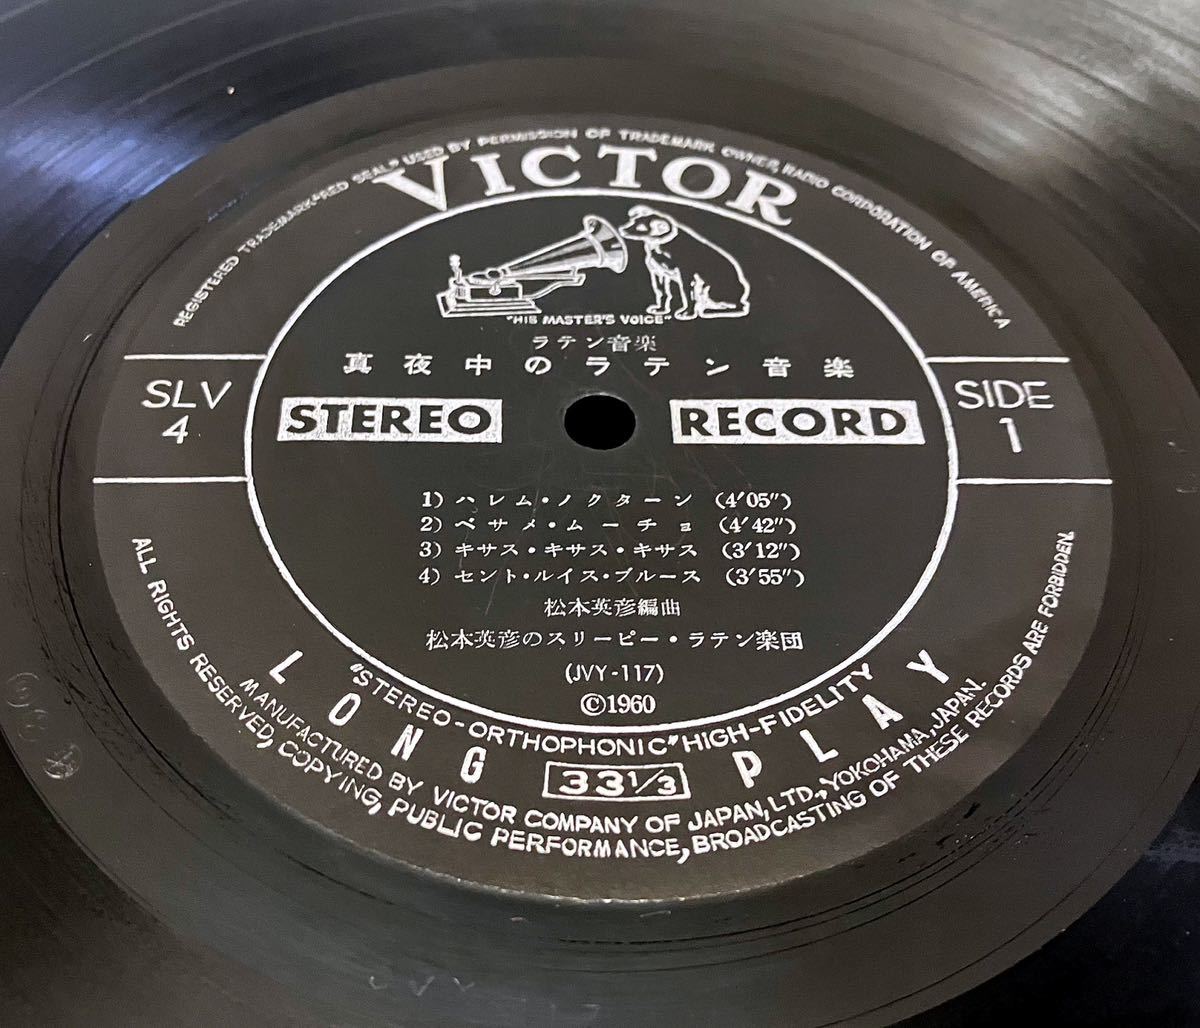 REGISTERED TRADEMARK "RED SEAL" USED BY PERMISSION OF TRADEMARK OWNER, RADIO CORPORATION OF AMERICA
VICTOR
"HIS MASTER'S VOICE"
ラテン音楽
真夜中のラテン音楽
SLV
4
STEREO RECORD
SIDE
1
1) ハレム・ノクターン (4′05″)
2) ベサメ・ムーチョ (4′42″)
3) キサス・キサス・キサス (3′12″)
4) セント・ルイス・ブルース (3′55″)
松本英彦編曲
松本英彦のスリーピー・ラテン楽団
(JVY-117)
©1960
"STEREO-ORTHOPHONIC" HIGH-FIDELITY
LONG 33 1/3 PLAY
MANUFACTURED BY VICTOR COMPANY OF JAPAN, LTD., YOKOHAMA, JAPAN.
ALL RIGHTS RESERVED, COPYING, PUBLIC PERFORMANCE, BROADCASTING OF THESE RECORDS ARE FORBIDDEN.